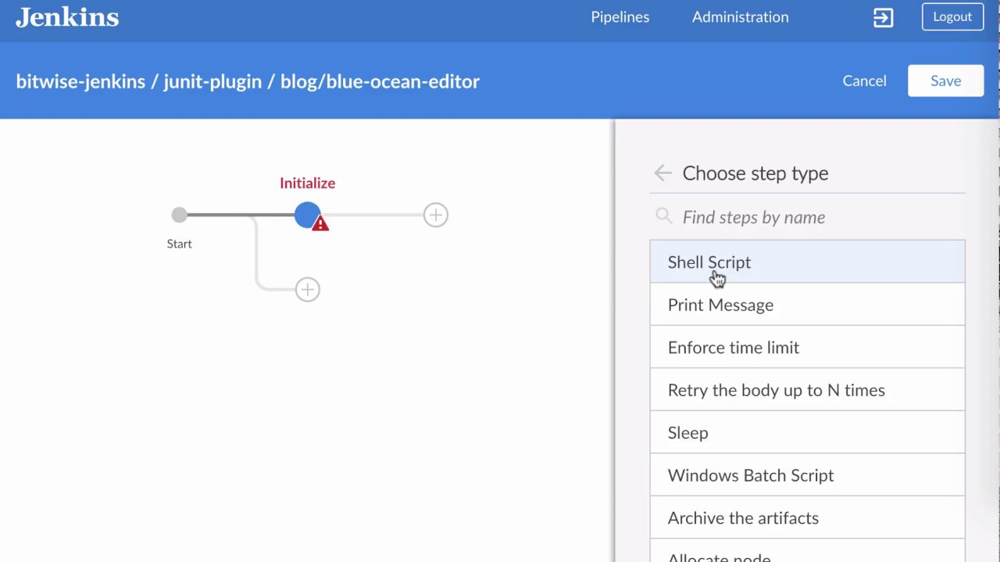 Jenkins
Pipelines
Administration
Logout
bitwise-jenkins / junit-plugin / blog/blue-ocean-editor
Cancel
Save
Initialize
Start
Choose step type
Find steps by name
Shell Script
Print Message
Enforce time limit
Retry the body up to N times
Sleep
Windows Batch Script
Archive the artifacts
Allocate node